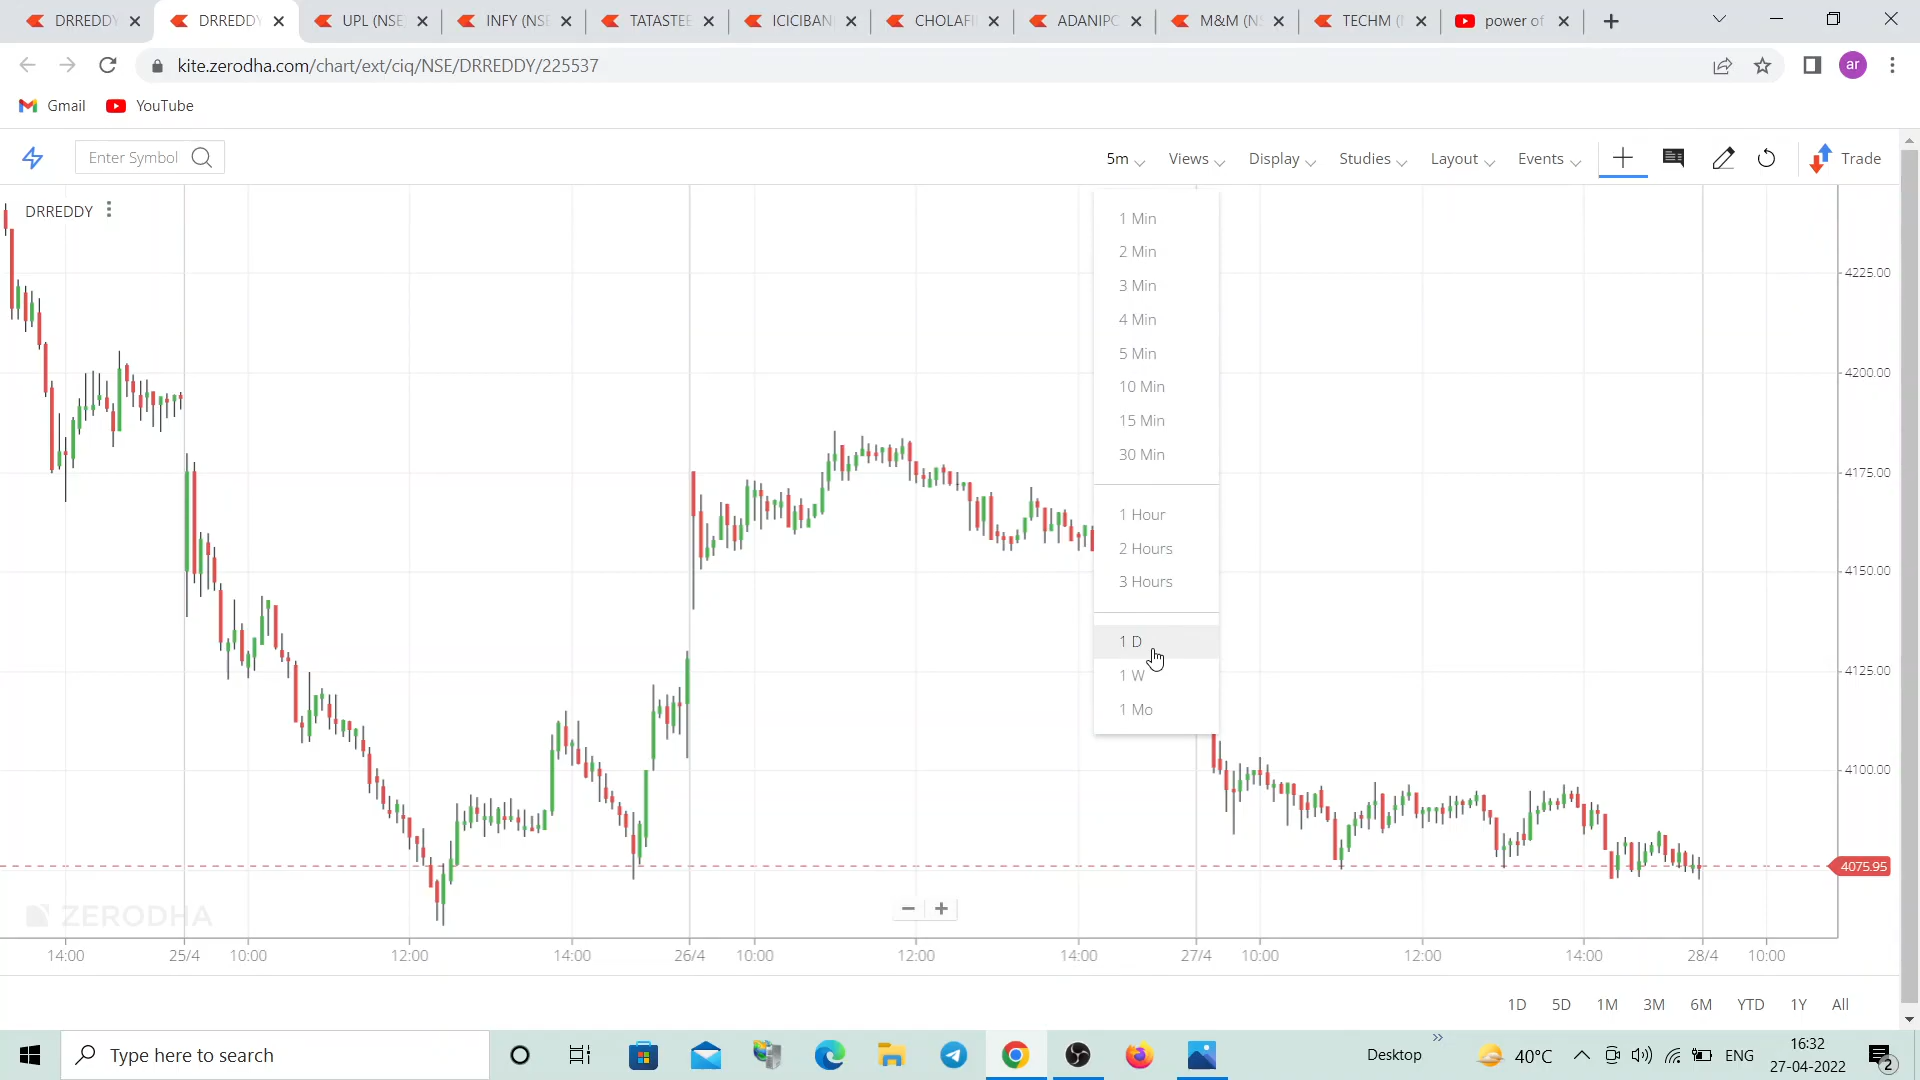 DRREDDY
DRREDDY
UPL (NSE
INFY (NSE
TATASTEE
ICICIBAN
CHOLAFI
ADANIPO
M&M (NS
TECHM (
power of
kite.zerodha.com/chart/ext/ciq/NSE/DRREDDY/225537
ar
Gmail
YouTube
Enter Symbol
5m
Views
Display
Studies
Layout
Events
Trade
DRREDDY
1 Min
2 Min
3 Min
4 Min
5 Min
10 Min
15 Min
30 Min
1 Hour
2 Hours
3 Hours
1 D
1 W
1 Mo
4225.00
4200.00
4175.00
4150.00
4125.00
4100.00
4075.95
ZERODHA
14:00
25/4
10:00
12:00
14:00
26/4
10:00
12:00
14:00
27/4
10:00
12:00
14:00
28/4
10:00
1D
5D
1M
3M
6M
YTD
1Y
All
Type here to search
Desktop
40°C
ENG
16:32
27-04-2022
2